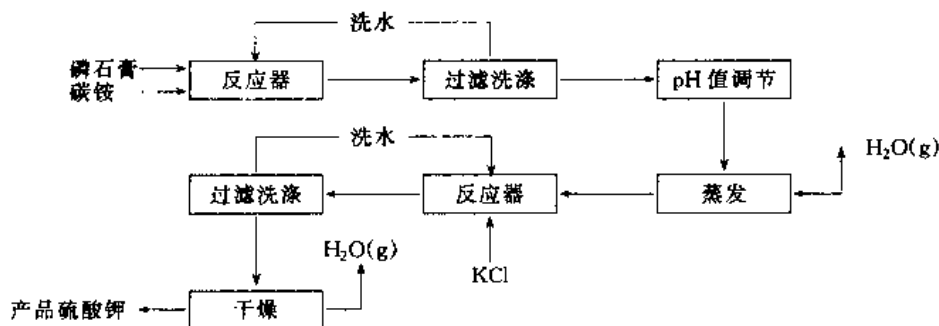 洗水
磷石膏
碳铵
反应器
过滤洗涤
pH 值调节
洗水
H₂O(g)
过滤洗涤
反应器
蒸发
H₂O(g)
KCl
产品硫酸钾
干燥